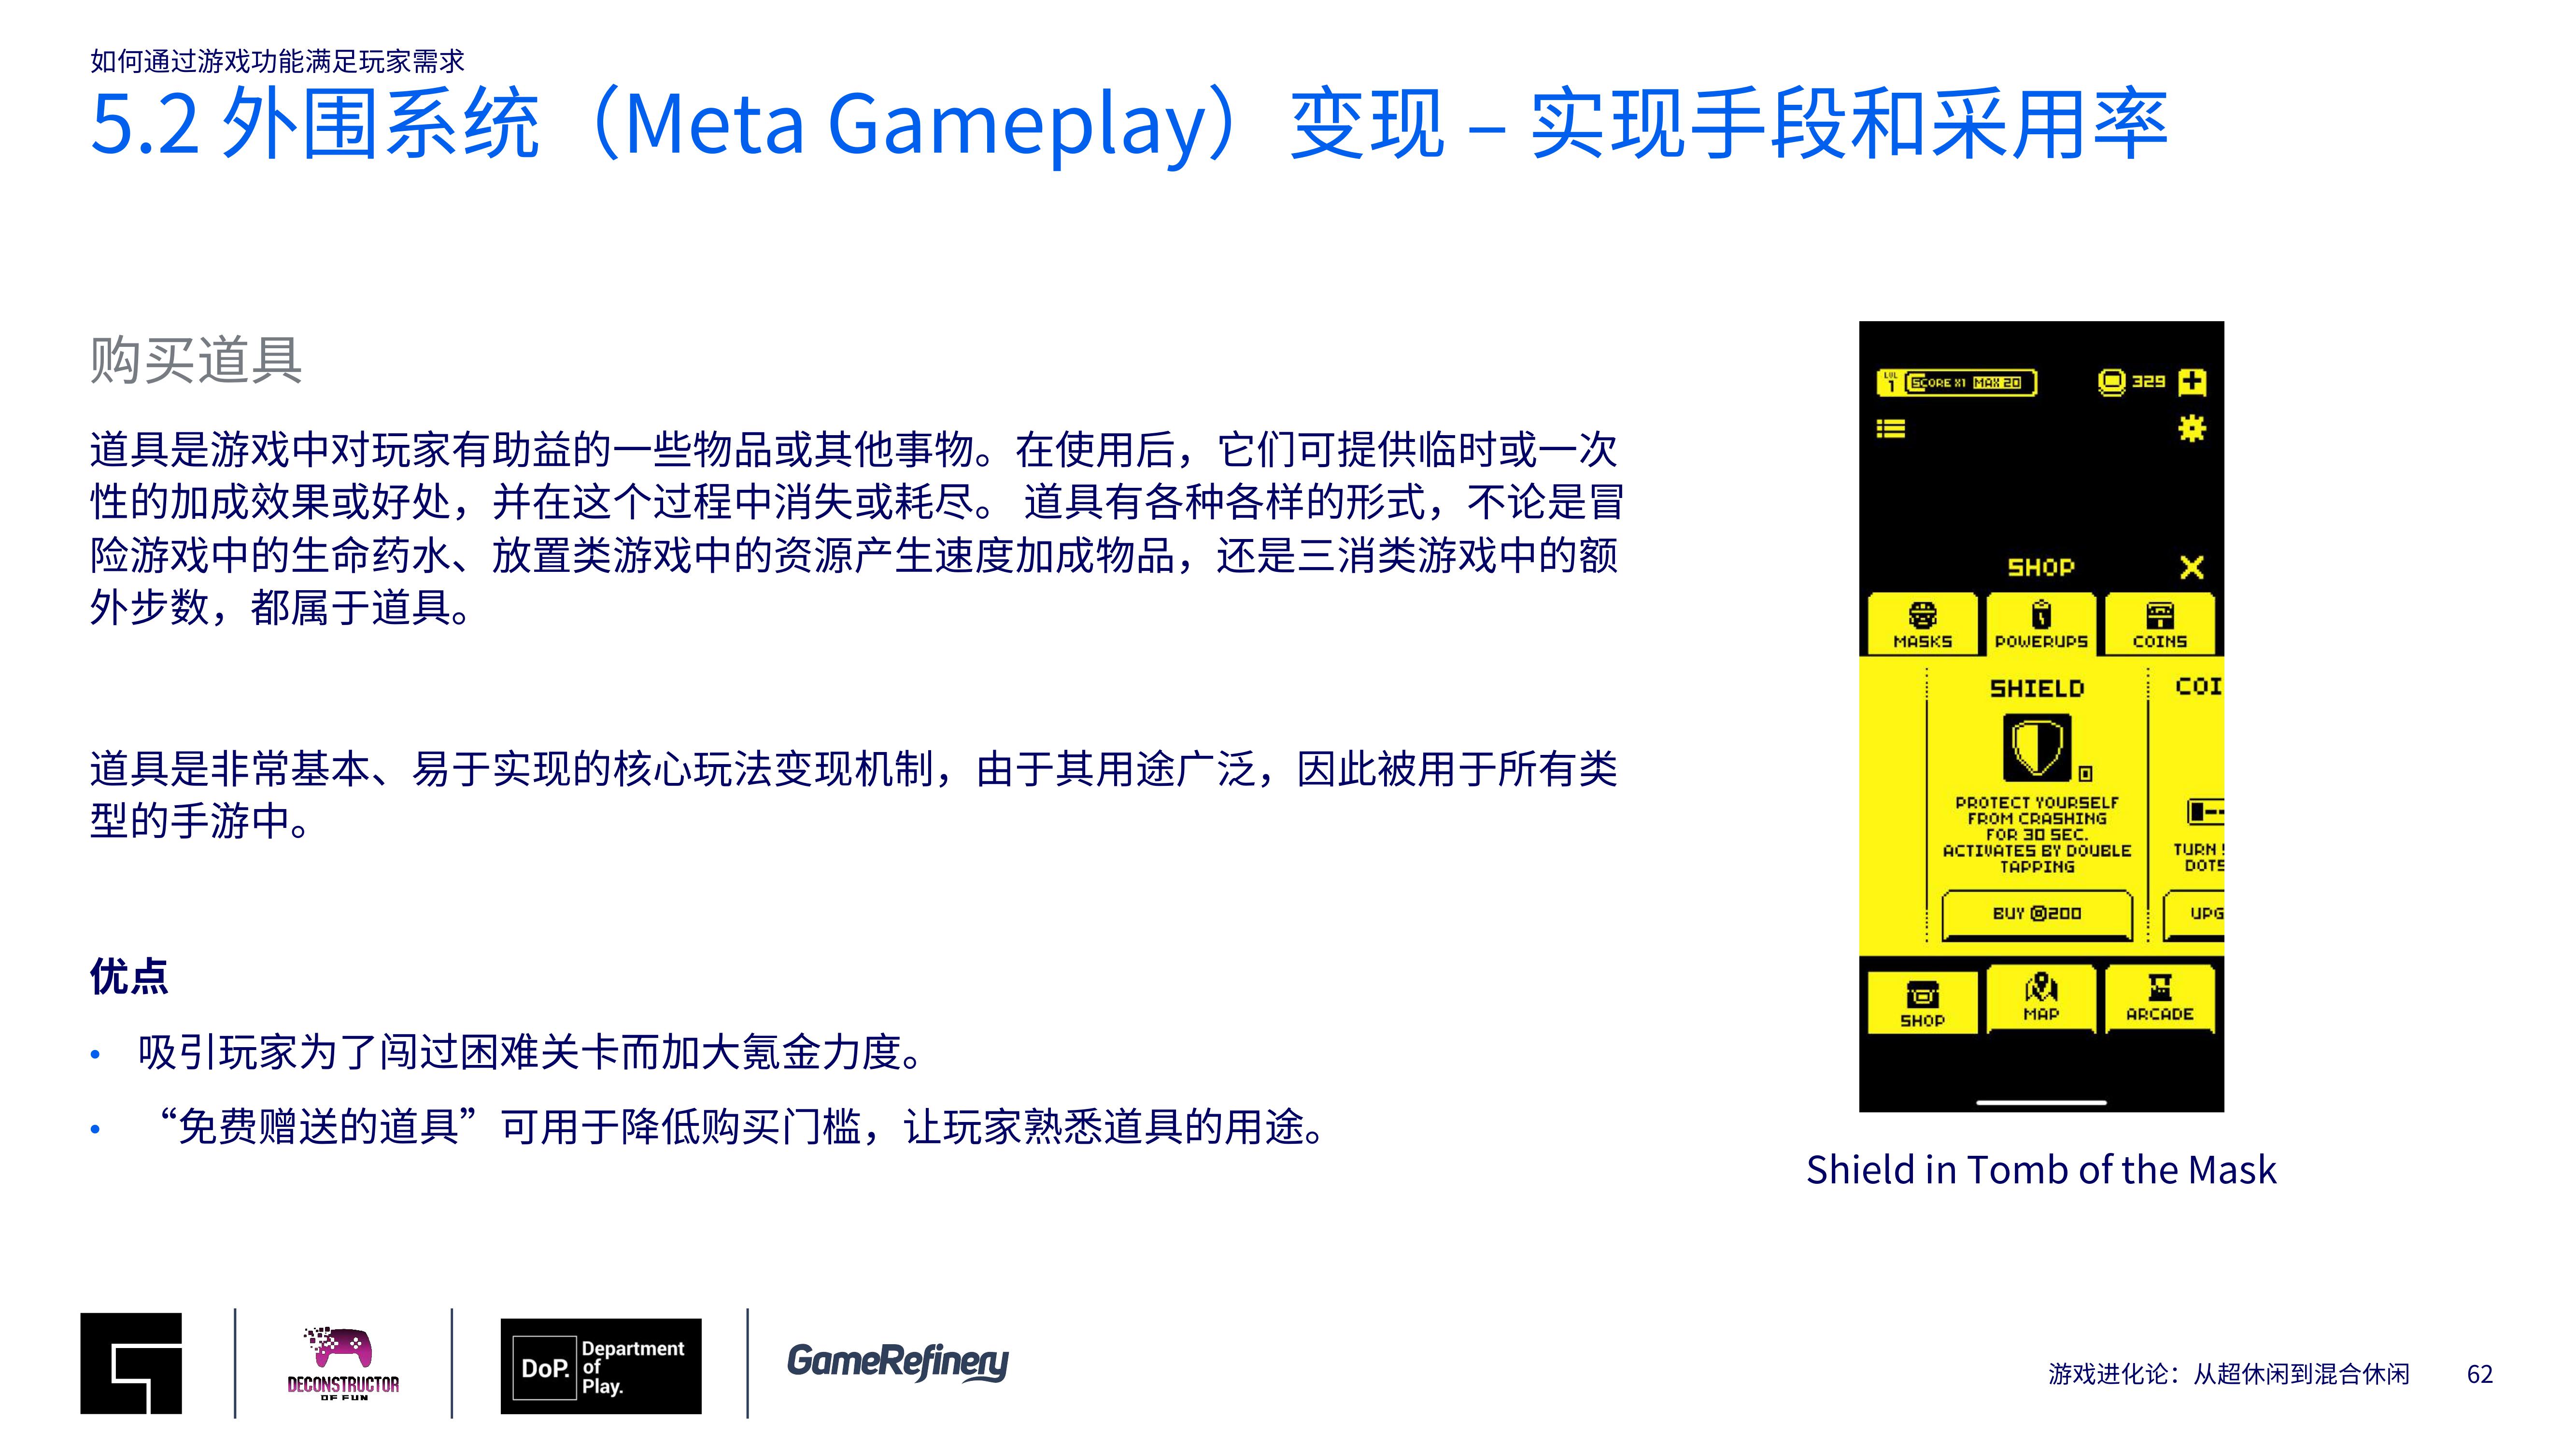 如何通过游戏功能满足玩家需求
5.2 外围系统（Meta Gameplay）变现 – 实现手段和采用率
购买道具
道具是游戏中对玩家有助益的一些物品或其他事物。在使用后，它们可提供临时或一次
性的加成效果或好处，并在这个过程中消失或耗尽。 道具有各种各样的形式，不论是冒
险游戏中的生命药水、放置类游戏中的资源产生速度加成物品，还是三消类游戏中的额
外步数，都属于道具。
道具是非常基本、易于实现的核心玩法变现机制，由于其用途广泛，因此被用于所有类
型的手游中。
优点
• 吸引玩家为了闯过困难关卡而加大氪金力度。
• “免费赠送的道具”可用于降低购买门槛，让玩家熟悉道具的用途。
LVL 1 SCORE X1 MAX 20 329
SHOP
MASKS POWERUPS COINS
SHIELD COI
0
PROTECT YOURSELF
FROM CRASHING
FOR 30 SEC.
ACTIVATES BY DOUBLE
TAPPING
TURN
DOTS
BUY 200 UPG
SHOP MAP ARCADE
Shield in Tomb of the Mask
DECONSTRUCTOR
OF FUN
DoP. Department
of
Play.
GameRefinery
游戏进化论：从超休闲到混合休闲 62